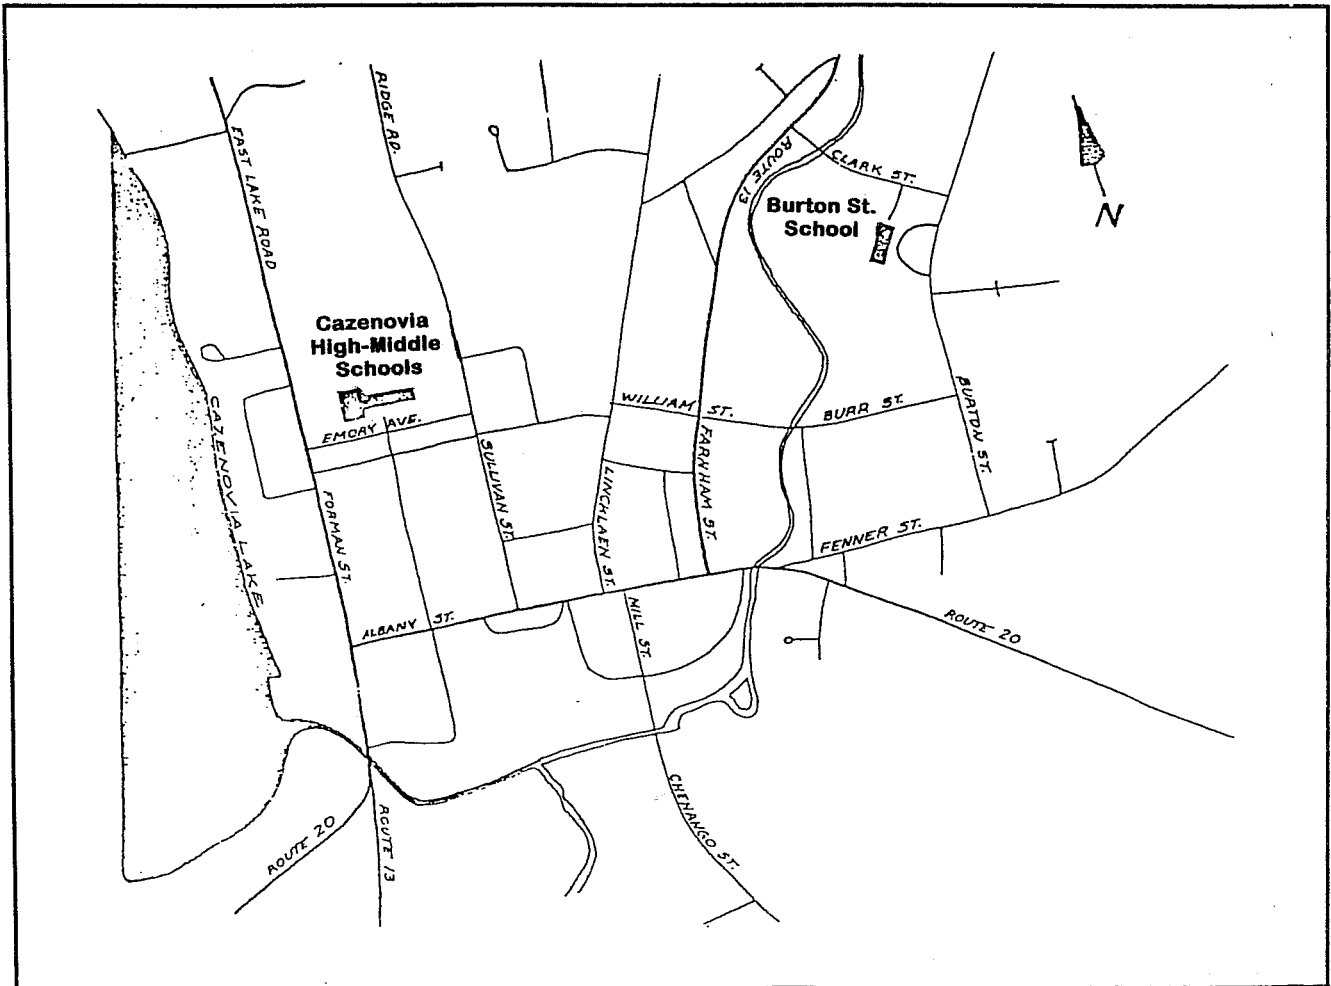 RIDGE RD.
EAST LAKE ROAD
ROUTE 13
CLARK ST.
N
Burton St.
School
Cazenovia
High-Middle
Schools
CAZENOVIA LAKE
EMORY AVE.
WILLIAM ST.
BURR ST.
BURTON ST.
FARNHAM ST.
SULLIVAN ST.
LINCKLAEN ST.
FORMAN ST.
FENNER ST.
ALBANY ST.
MILL ST.
ROUTE 20
CHENANGO ST.
ROUTE 20
ROUTE 13